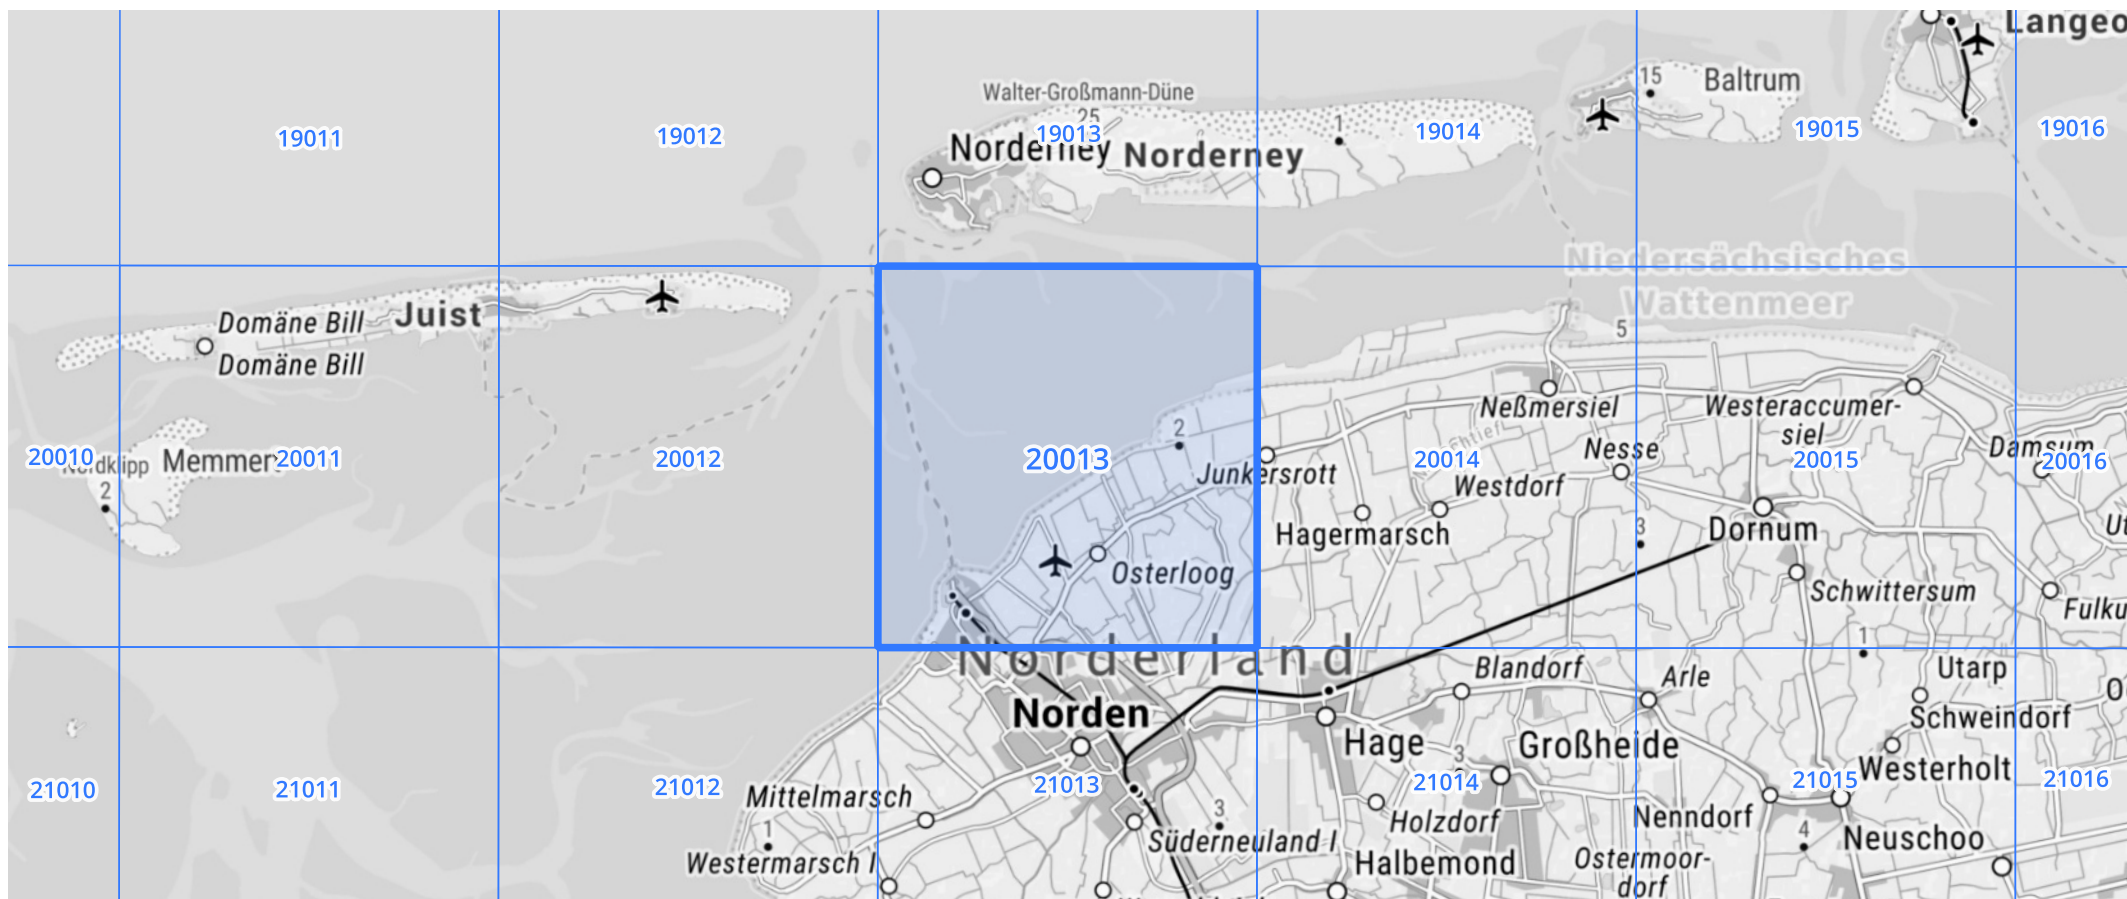 Langeo
Walter-Großmann-Düne
25
15
Baltrum
19011
19012
19013
1
19014
19015
19016
Norderney
Norderney
Niedersächsisches
Wattenmeer
Juist
Domäne Bill
Domäne Bill
5
Neßmersiel
Westeraccumer-
siel
2
Nesse
Damsum
20010
Memmert
20011
20012
20013
20014
20015
20016
2
Junkersrott
Westdorf
Hagermarsch
3
Dornum
Ut
Osterloog
Schwittersum
Fulku
1
Norderland
Blandorf
Arle
Utarp
O
Norden
Schweindorf
Hage
3
Großheide
Westerholt
21010
21011
21012
21013
21014
21015
21016
Mittelmarsch
1
3
Holzdorf
Nenndorf
4
Neuschoo
Westermarsch I
Süderneuland I
Halbemond
Ostermoor-
dorf